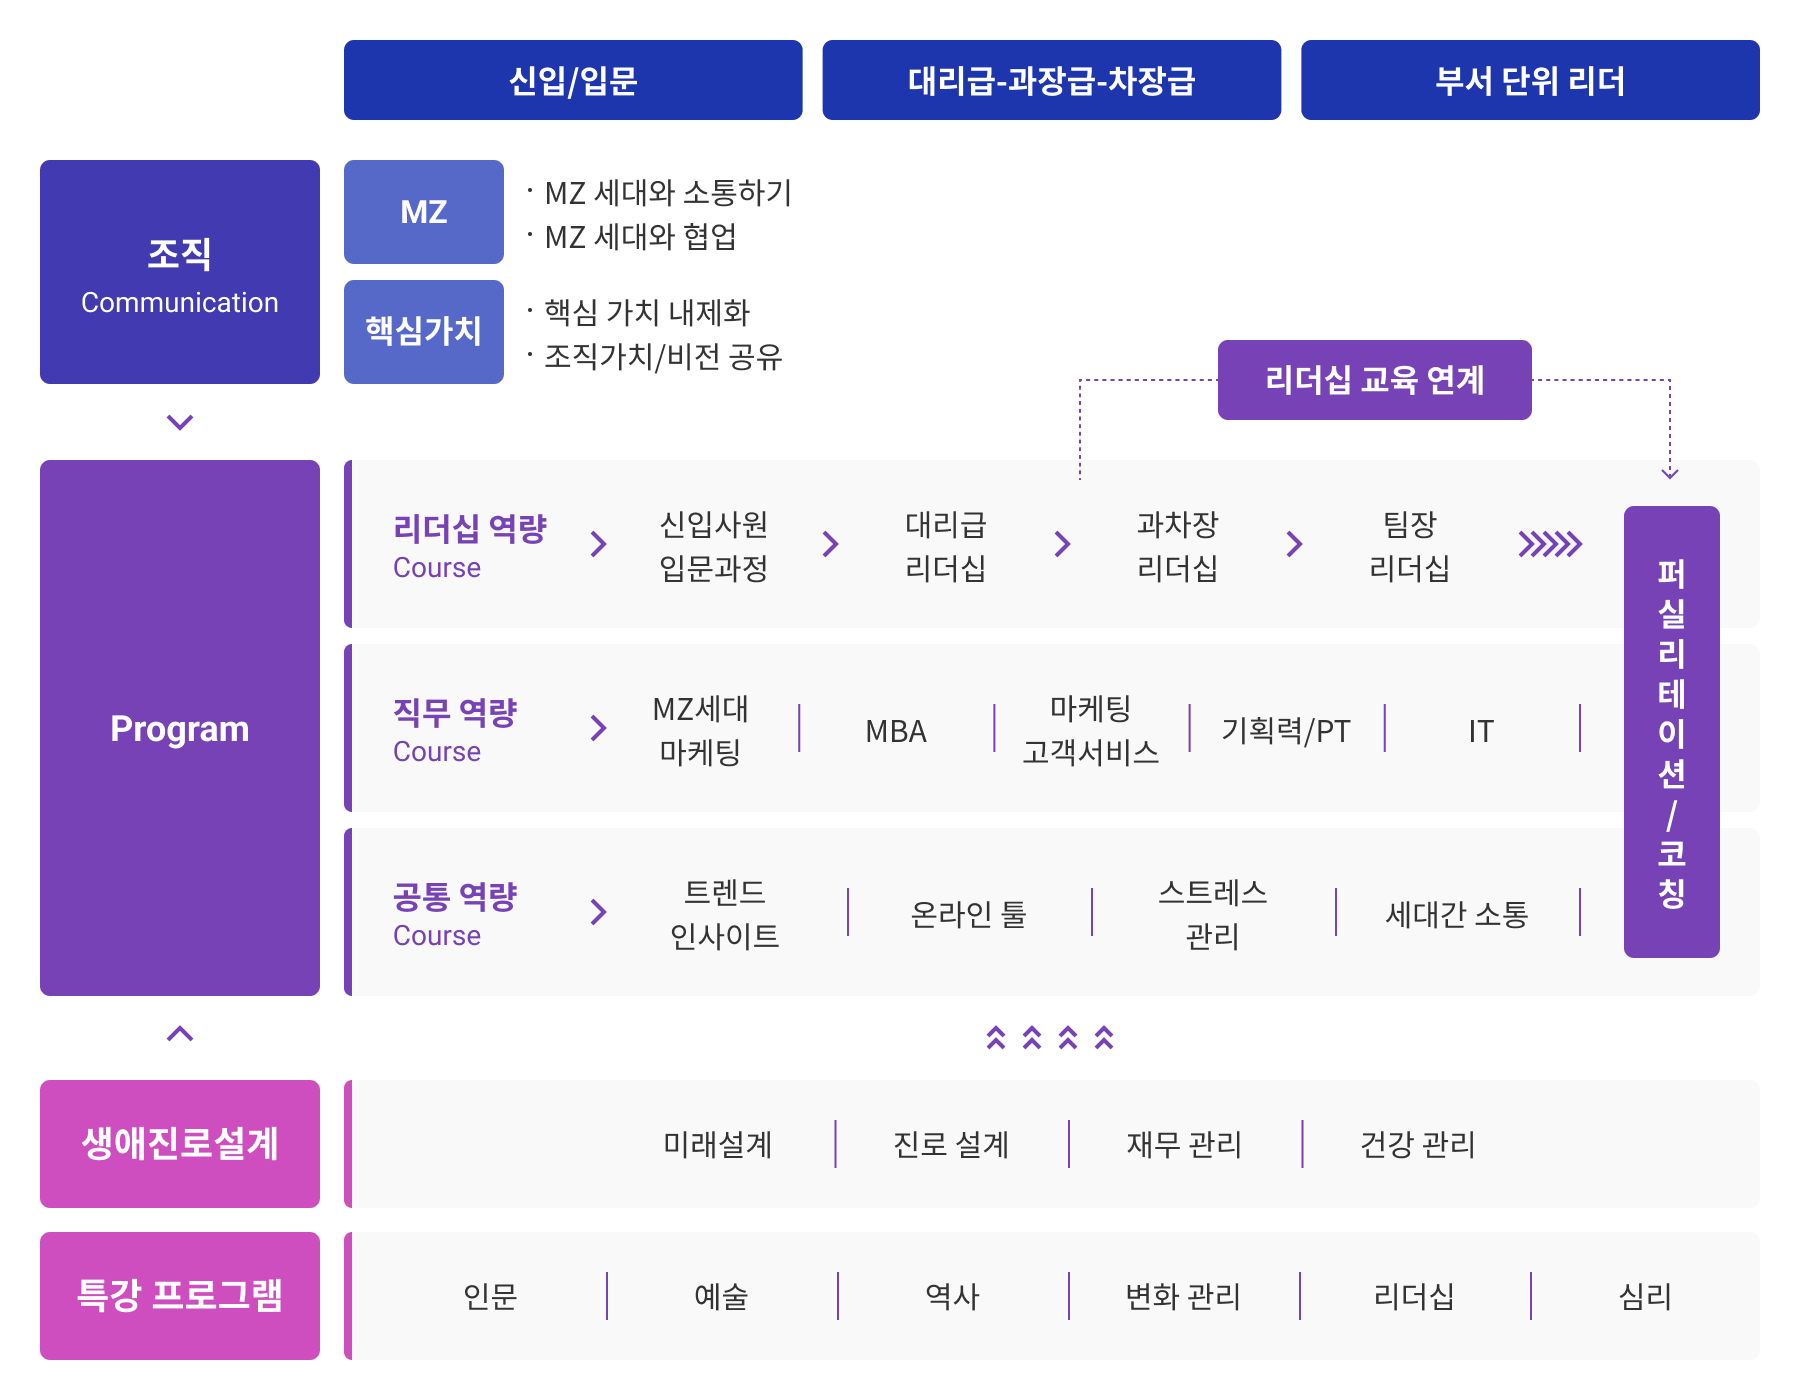 신입/입문
대리급-과장급-차장급
부서 단위 리더
조직
Communication
MZ
· MZ 세대와 소통하기
· MZ 세대와 협업
핵심가치
· 핵심 가치 내제화
· 조직가치/비전 공유
리더십 교육 연계
Program
리더십 역량
Course
신입사원
입문과정
대리급
리더십
과차장
리더십
팀장
리더십
직무 역량
Course
MZ세대
마케팅
MBA
마케팅
고객서비스
기획력/PT
IT
공통 역량
Course
트렌드
인사이트
온라인 툴
스트레스
관리
세대간 소통
퍼실리테이션/코칭
생애진로설계
미래설계
진로 설계
재무 관리
건강 관리
특강 프로그램
인문
예술
역사
변화 관리
리더십
심리